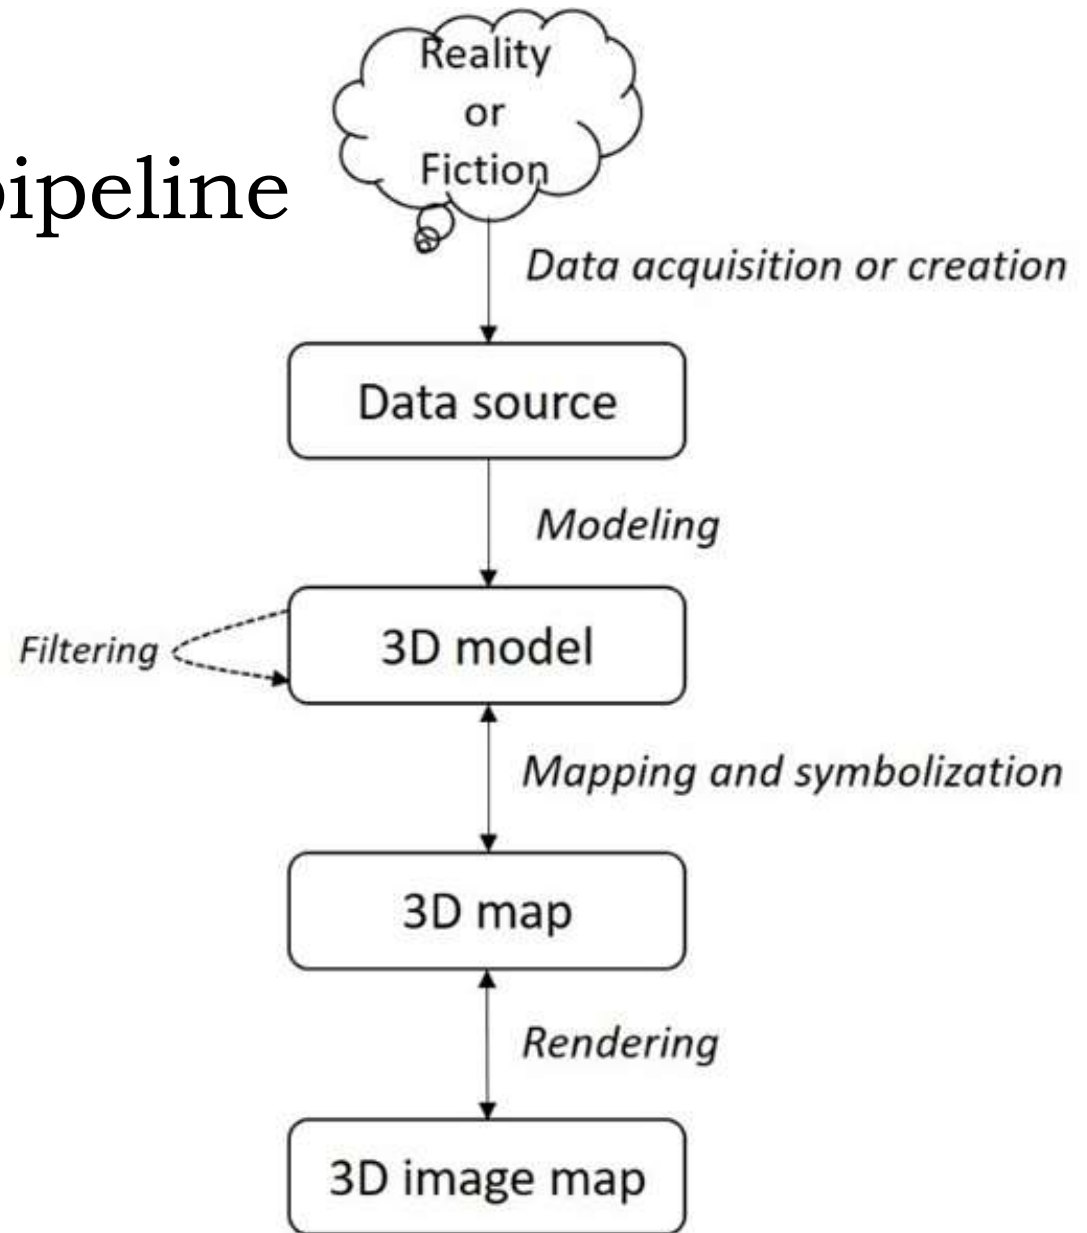 Reality
or
Fiction
pipeline
Data acquisition or creation
Data source
Modeling
Filtering
3D model
Mapping and symbolization
3D map
Rendering
3D image map